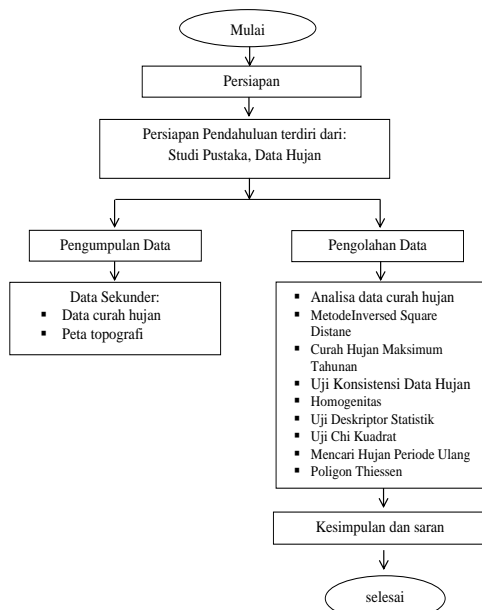 Mulai
Persiapan
Persiapan Pendahuluan terdiri dari:
Studi Pustaka, Data Hujan
Pengumpulan Data
Data Sekunder:
▪ Data curah hujan
▪ Peta topografi
Pengolahan Data
▪ Analisa data curah hujan
▪ MetodeInversed Square
Distane
▪ Curah Hujan Maksimum
Tahunan
▪ Uji Konsistensi Data Hujan
▪ Homogenitas
▪ Uji Deskriptor Statistik
▪ Uji Chi Kuadrat
▪ Mencari Hujan Periode Ulang
▪ Poligon Thiessen
Kesimpulan dan saran
selesai